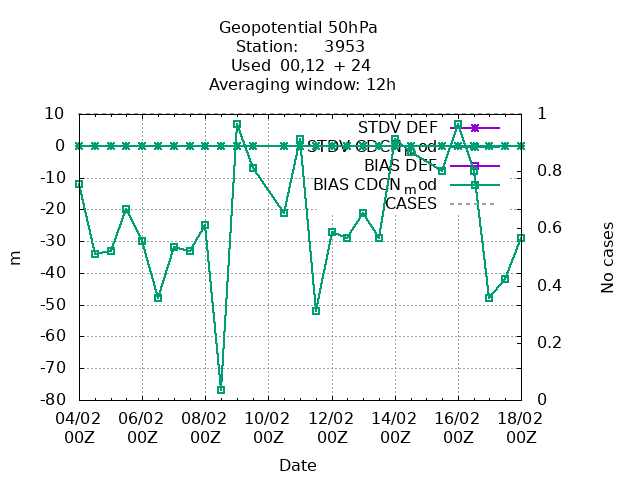 Geopotential 50hPa
Station: 3953
Used 00,12 + 24
Averaging window: 12h
10
0
-10
-20
-30
-40
-50
-60
-70
-80
m
1
0.8
0.6
0.4
0.2
0
No cases
STDV DEF
STDV CDCN_mod
BIAS DEF
BIAS CDCN_mod
CASES
04/02 00Z
06/02 00Z
08/02 00Z
10/02 00Z
12/02 00Z
14/02 00Z
16/02 00Z
18/02 00Z
Date